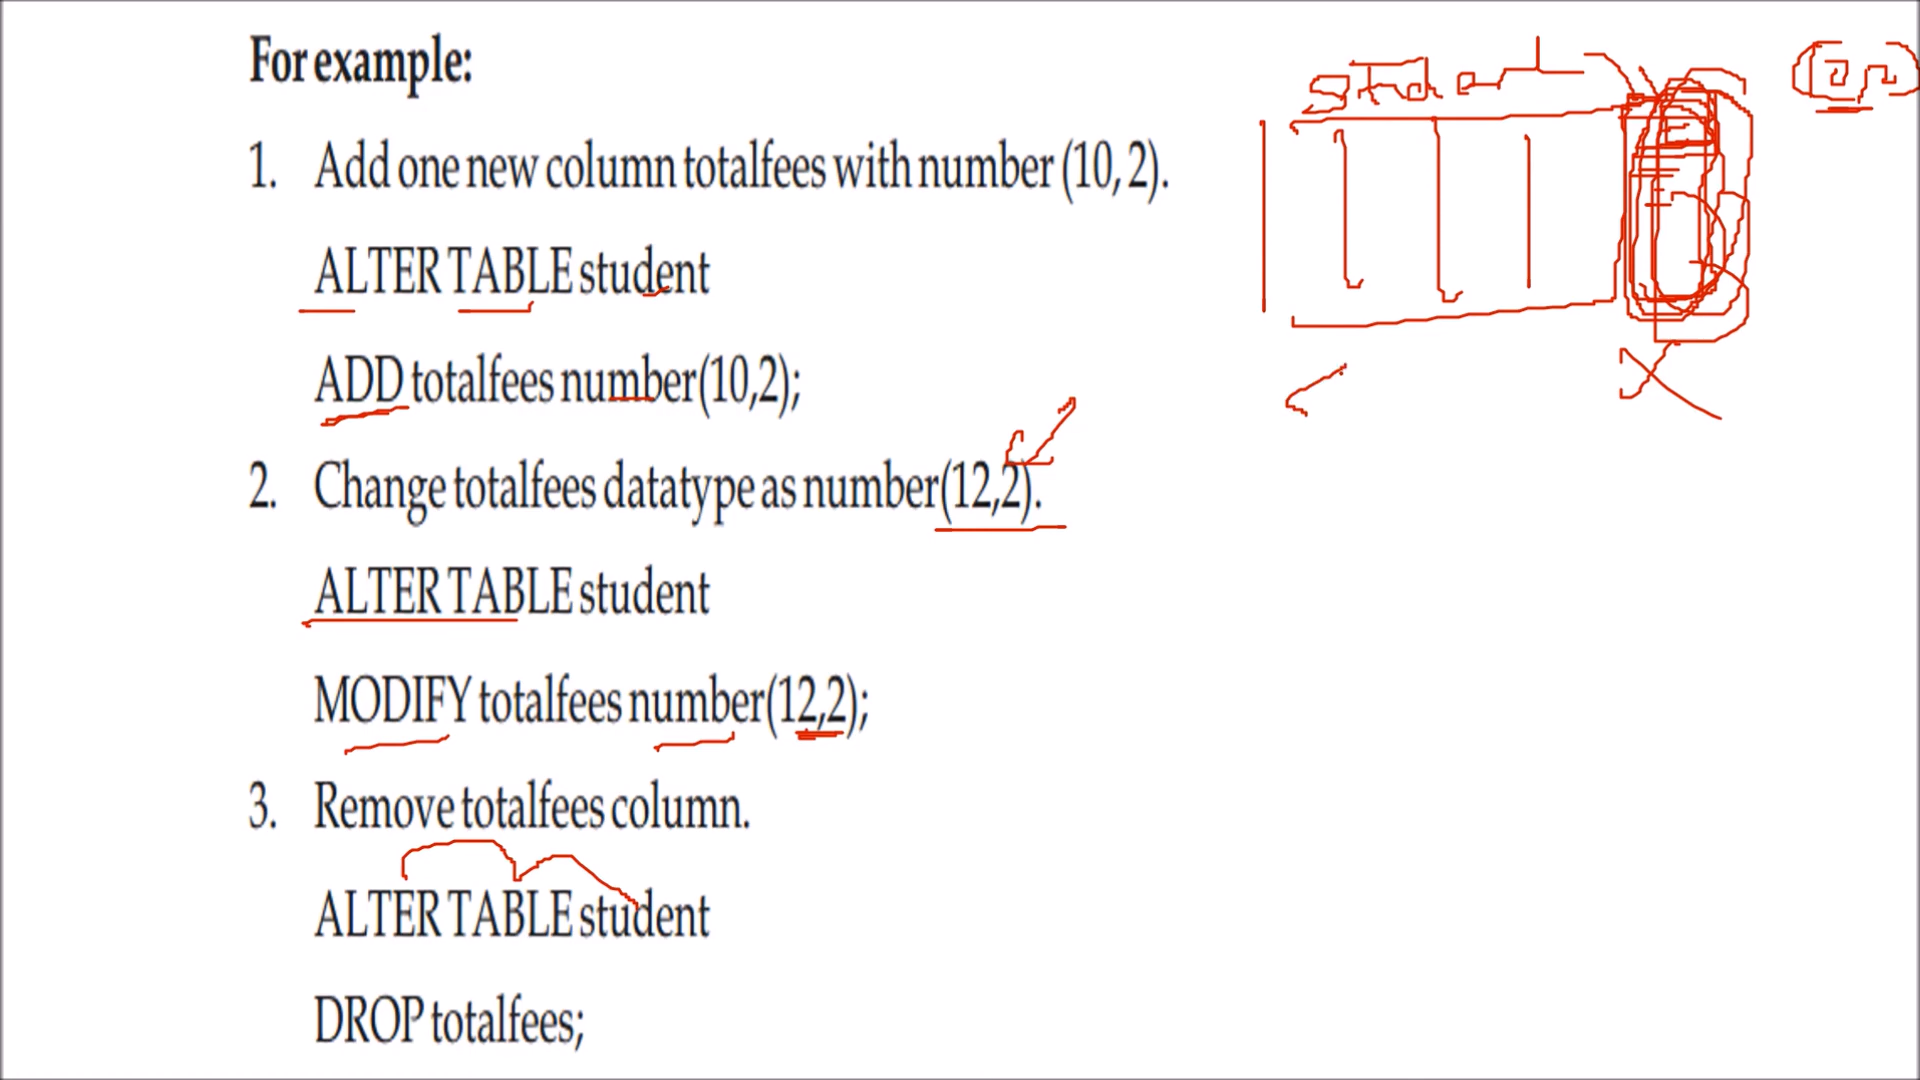 For example:
1. Add one new column totalfees with number (10, 2).
ALTER TABLE student
ADD totalfees number(10,2);
2. Change totalfees datatype as number(12,2).
ALTER TABLE student
MODIFY totalfees number(12,2);
3. Remove totalfees column.
ALTER TABLE student
DROP totalfees;